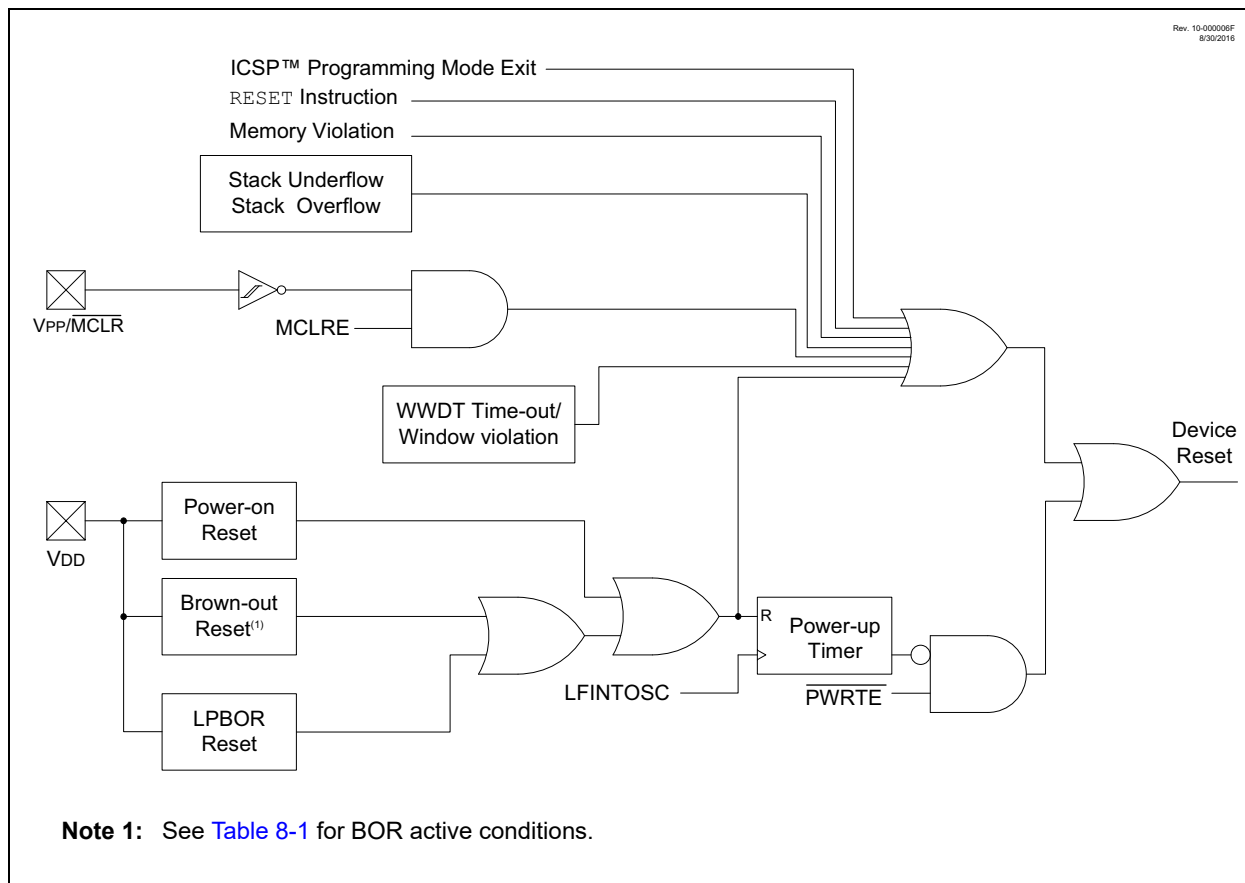 Rev. 10-000006F
8/30/2016
ICSP™ Programming Mode Exit
RESET Instruction
Memory Violation
Stack Underflow
Stack Overflow
VPP/MCLR
MCLRE
WWDT Time-out/
Window violation
Device
Reset
VDD
Power-on
Reset
Brown-out
Reset(1)
LPBOR
Reset
R
Power-up
Timer
LFINTOSC
PWRTE
Note 1: See Table 8-1 for BOR active conditions.